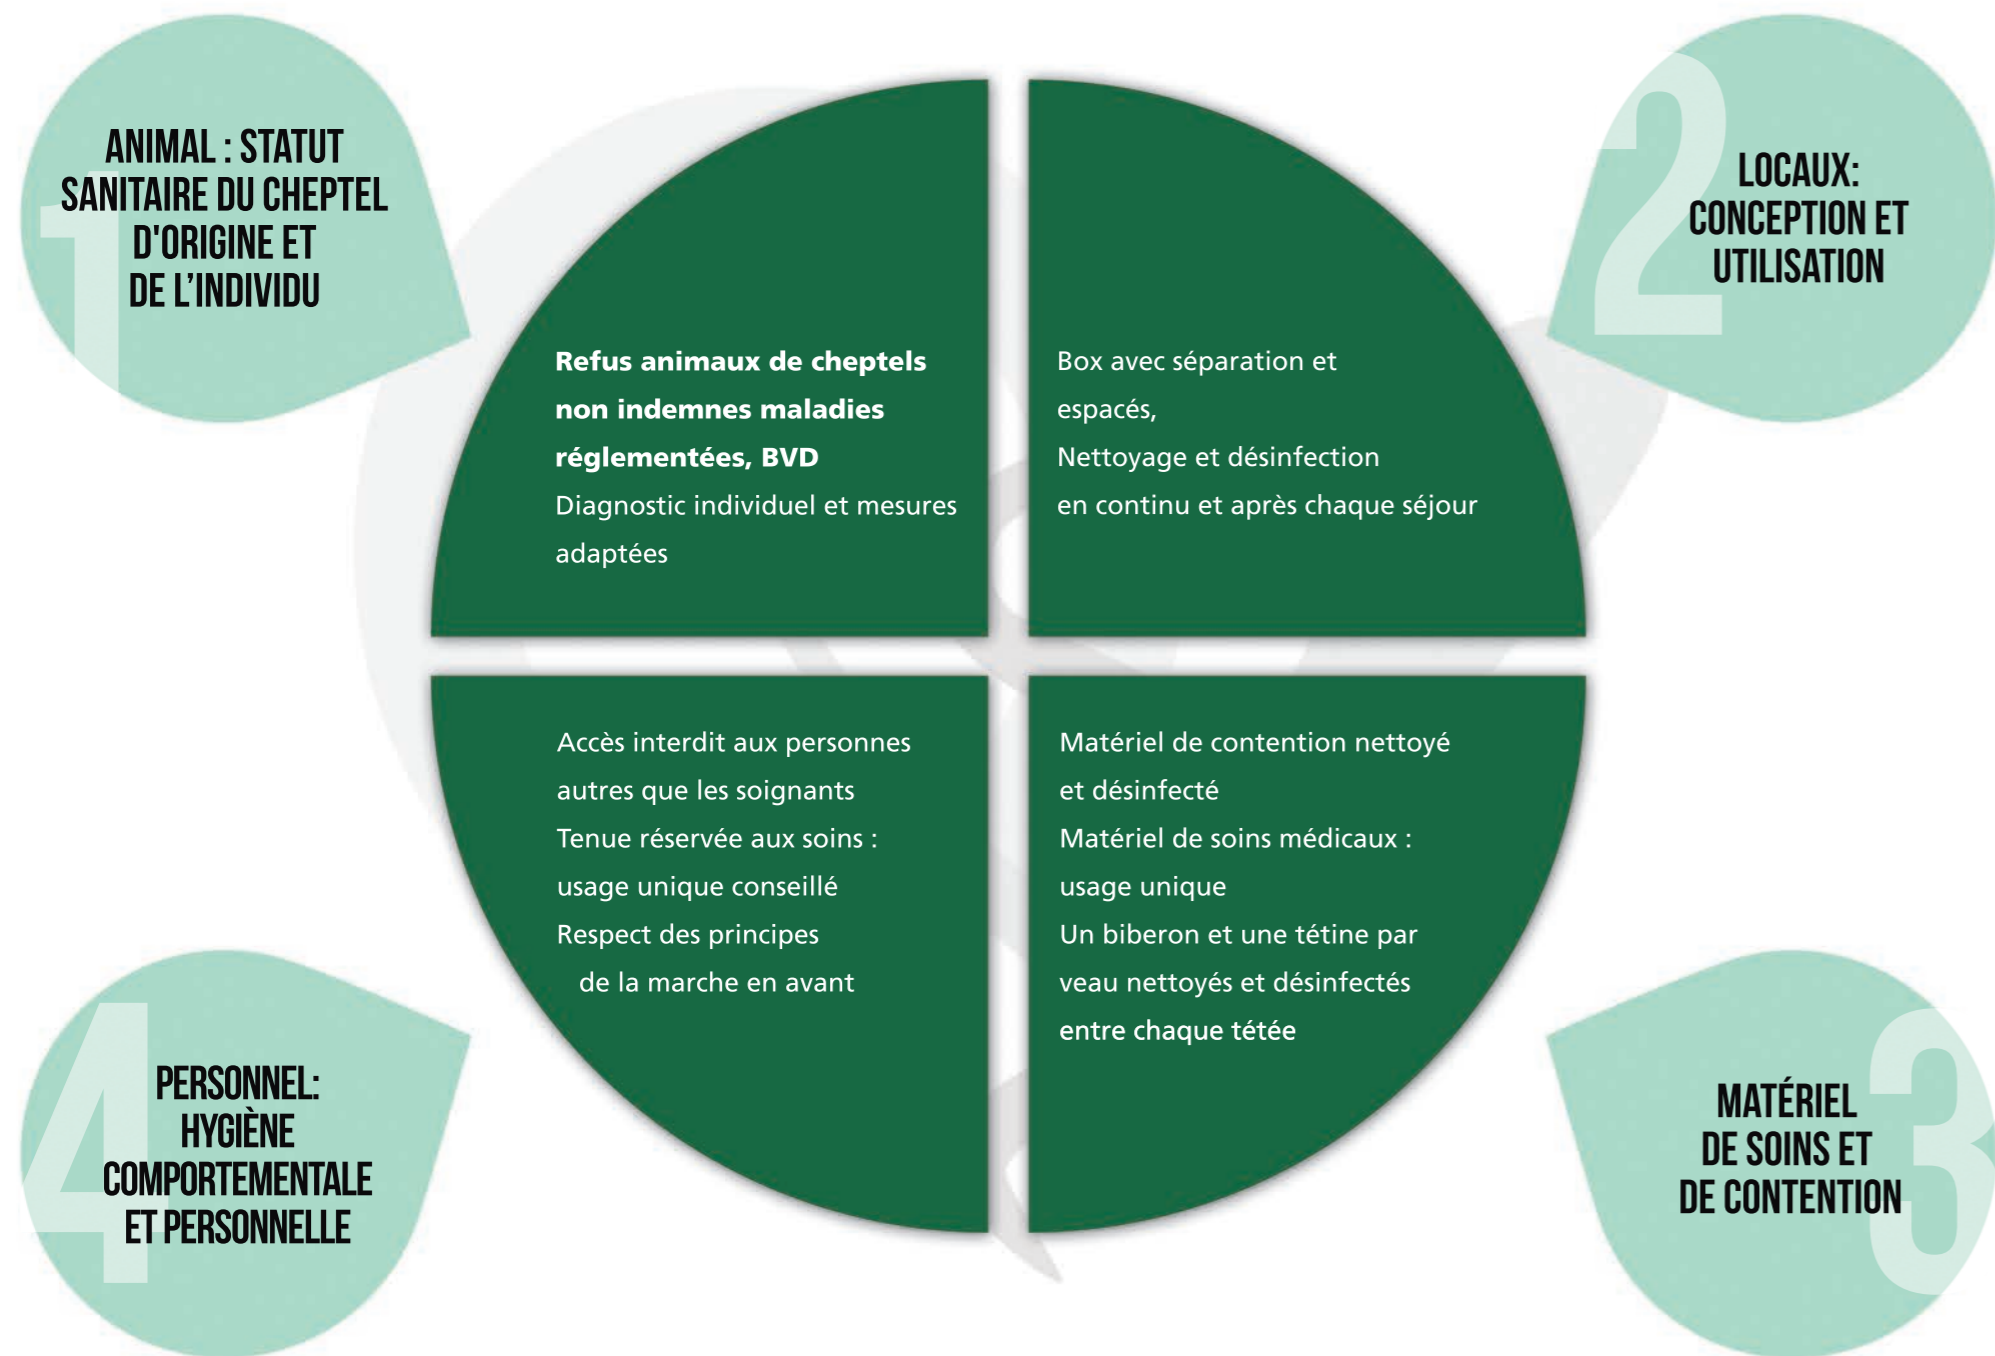 1
ANIMAL : STATUT
SANITAIRE DU CHEPTEL
D'ORIGINE ET
DE L’INDIVIDU
Refus animaux de cheptels
non indemnes maladies
réglementées, BVD
Diagnostic individuel et mesures
adaptées
2
LOCAUX:
CONCEPTION ET
UTILISATION
Box avec séparation et
espacés,
Nettoyage et désinfection
en continu et après chaque séjour
3
MATÉRIEL
DE SOINS ET
DE CONTENTION
Matériel de contention nettoyé
et désinfecté
Matériel de soins médicaux :
usage unique
Un biberon et une tétine par
veau nettoyés et désinfectés
entre chaque tétée
4
PERSONNEL:
HYGIÈNE
COMPORTEMENTALE
ET PERSONNELLE
Accès interdit aux personnes
autres que les soignants
Tenue réservée aux soins :
usage unique conseillé
Respect des principes
de la marche en avant